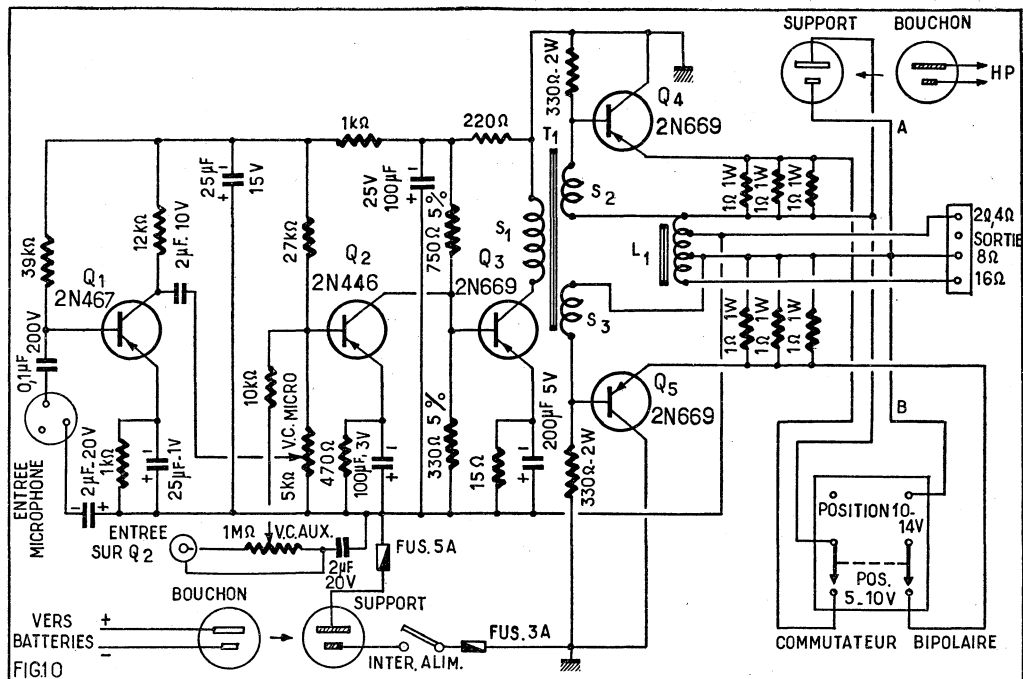 SUPPORT
BOUCHON
HP
A
330Ω-2W
Q4
2N669
T1
1kΩ
220Ω
25µF
15V
25V
100µF
39kΩ
12kΩ
2µF. 10V
27kΩ
750Ω 5%
S1
S2
S3
L1
1Ω 1W
1Ω 1W
1Ω 1W
2Ω,4Ω
SORTIE
8Ω
16Ω
Q1
2N467
Q2
2N446
Q3
2N669
0,1µF
200V
ENTREE
MICROPHONE
1Ω 1W
1Ω 1W
1Ω 1W
Q5
2N669
B
10kΩ
V.C. MICRO
5kΩ
330Ω 5%
200µF 5V
2µF. 20V
1kΩ
25µF-1V
470Ω
100µF, 3V
15Ω
330Ω-2W
POSITION 10-
14V
POS.
5_10V
COMMUTATEUR BIPOLAIRE
ENTREE
SUR Q2
1MΩ
V.C.AUX.
2µF
20V
FUS. 5A
BOUCHON
SUPPORT
VERS
BATTERIES
+
-
INTER. ALIM.
FUS. 3A
FIG.10